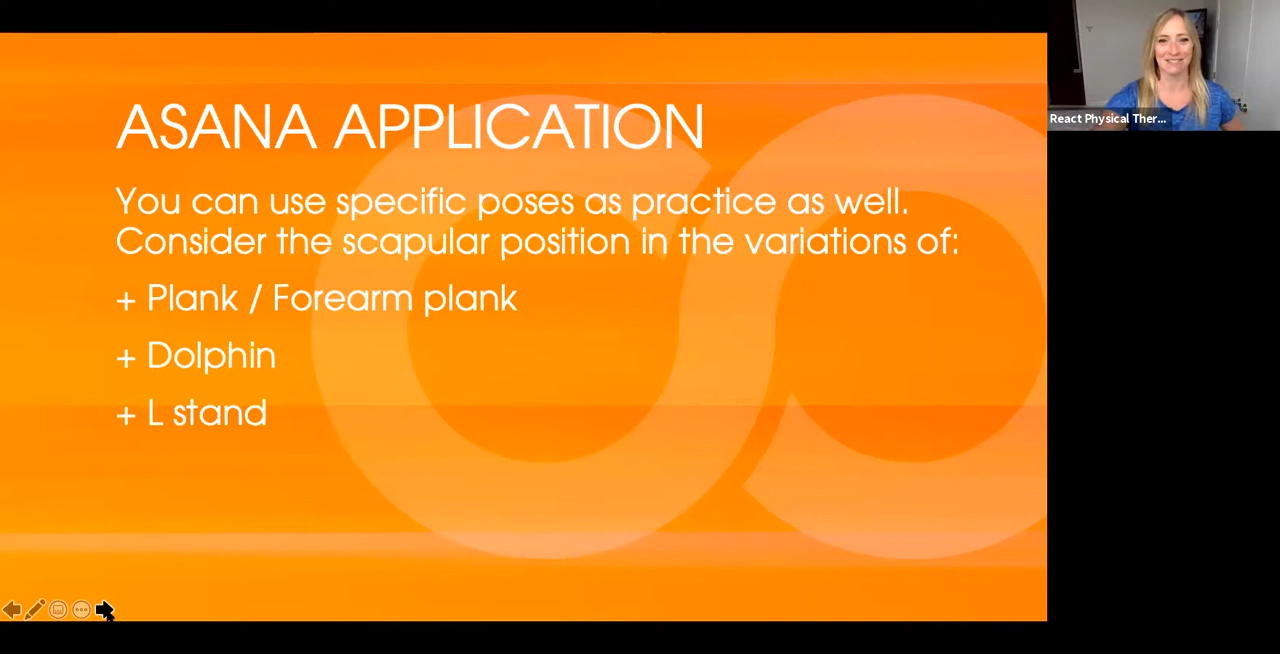 ASANA APPLICATION
You can use specific poses as practice as well.
Consider the scapular position in the variations of:
+ Plank / Forearm plank
+ Dolphin
+ L stand
React Physical Ther...